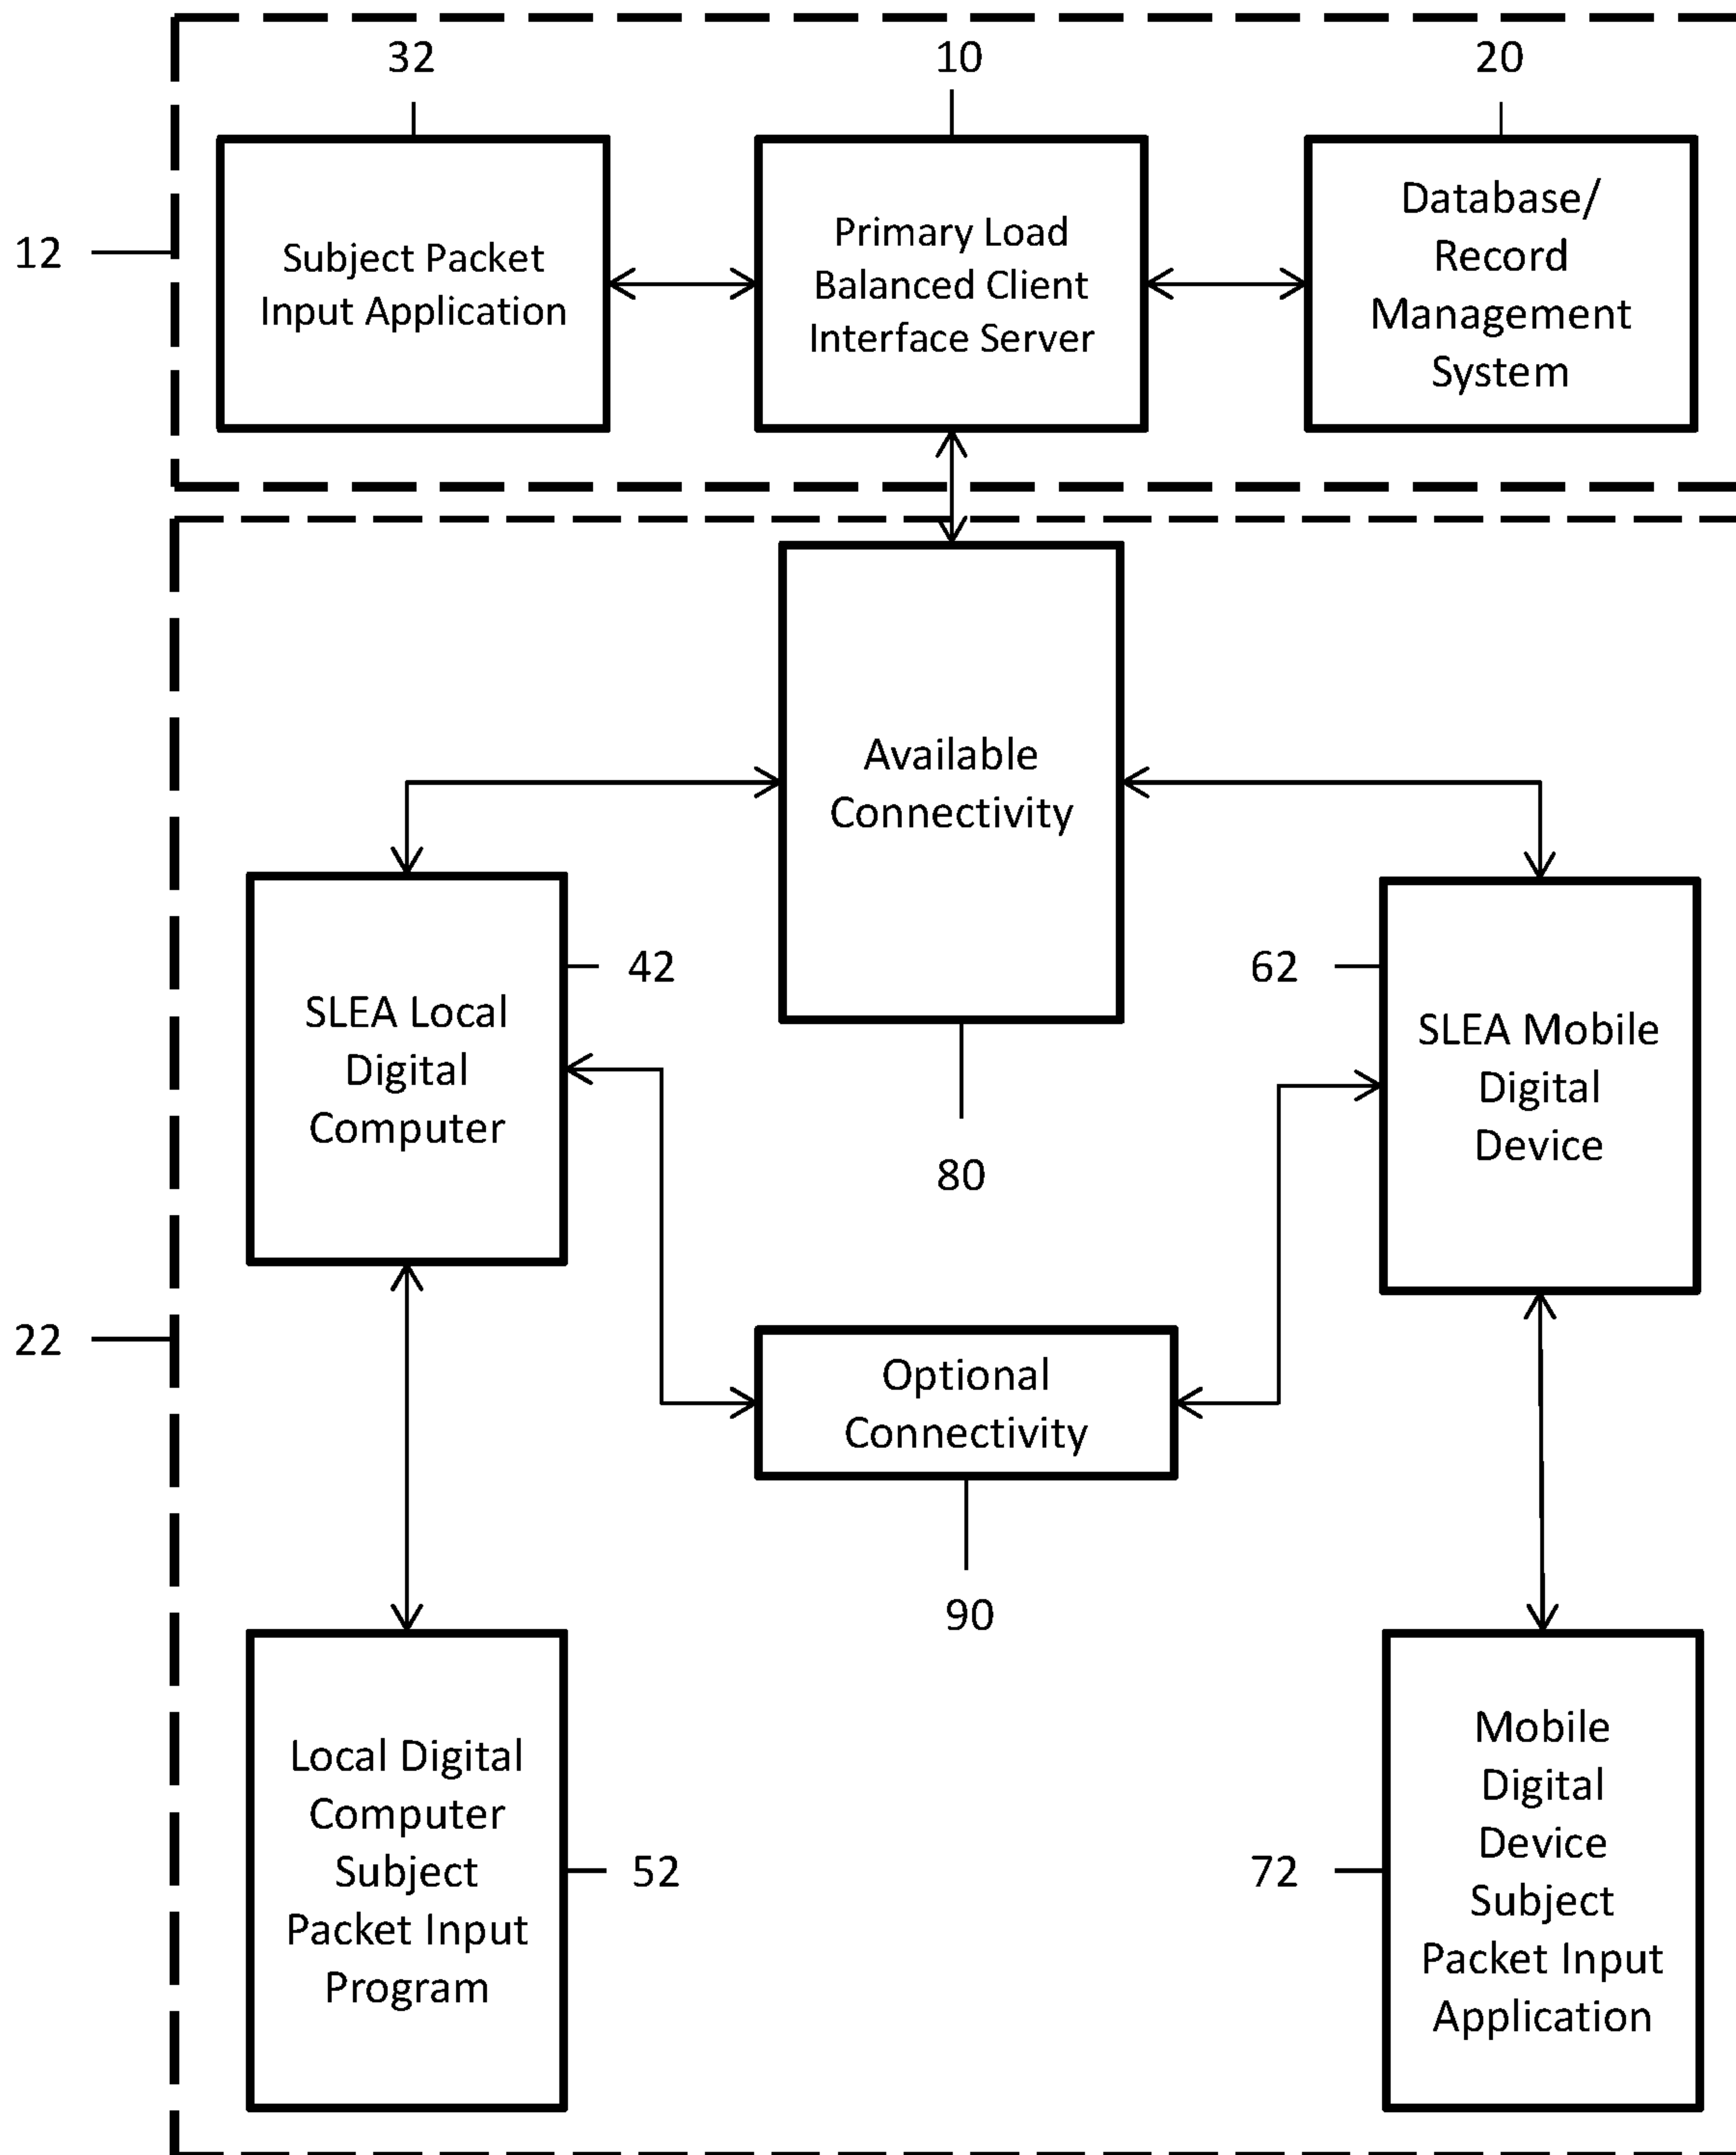 32
10
20
12
Subject Packet
Input Application
Primary Load
Balanced Client
Interface Server
Database/
Record
Management
System
Available
Connectivity
80
SLEA Local
Digital
Computer
42
62
SLEA Mobile
Digital
Device
22
Optional
Connectivity
90
Local Digital
Computer
Subject
Packet Input
Program
52
72
Mobile
Digital
Device
Subject
Packet Input
Application